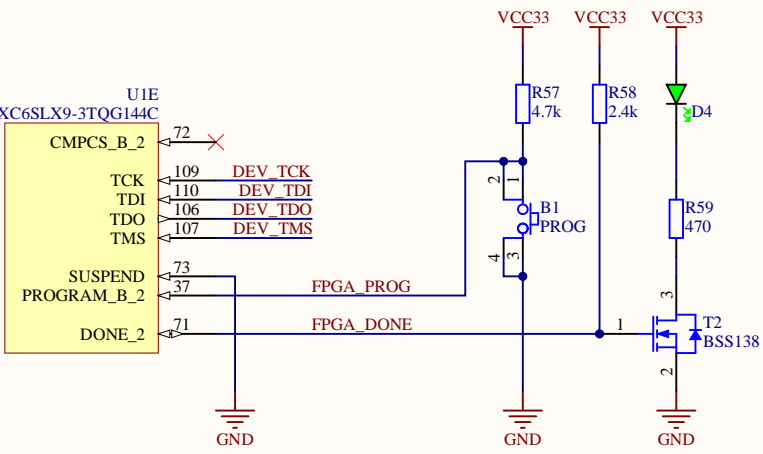 VCC33 VCC33 VCC33
U1E
XC6SLX9-3TQG144C
R57
4.7k
R58
2.4k
D4
CMPCS_B_2 72
TCK 109 DEV_TCK
TDI 110 DEV_TDI
TDO 106 DEV_TDO
TMS 107 DEV_TMS
2 1
B1
PROG
4 3
R59
470
SUSPEND 73
PROGRAM_B_2 37 FPGA_PROG
DONE_2 71 FPGA_DONE
1
3
T2
BSS138
2
GND GND GND